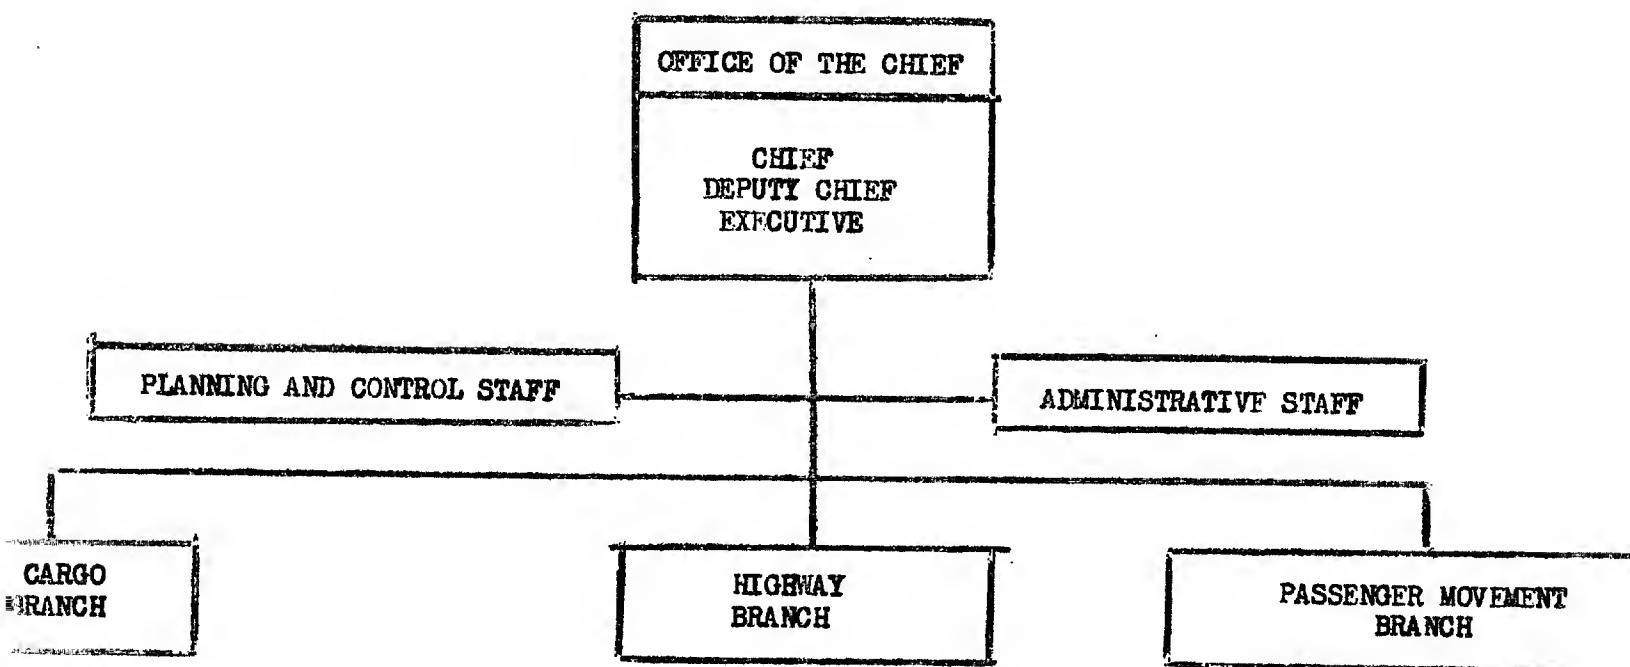 OFFICE OF THE CHIEF
CHIEF
DEPUTY CHIEF
EXECUTIVE
PLANNING AND CONTROL STAFF
ADMINISTRATIVE STAFF
CARGO
BRANCH
HIGHWAY
BRANCH
PASSENGER MOVEMENT
BRANCH